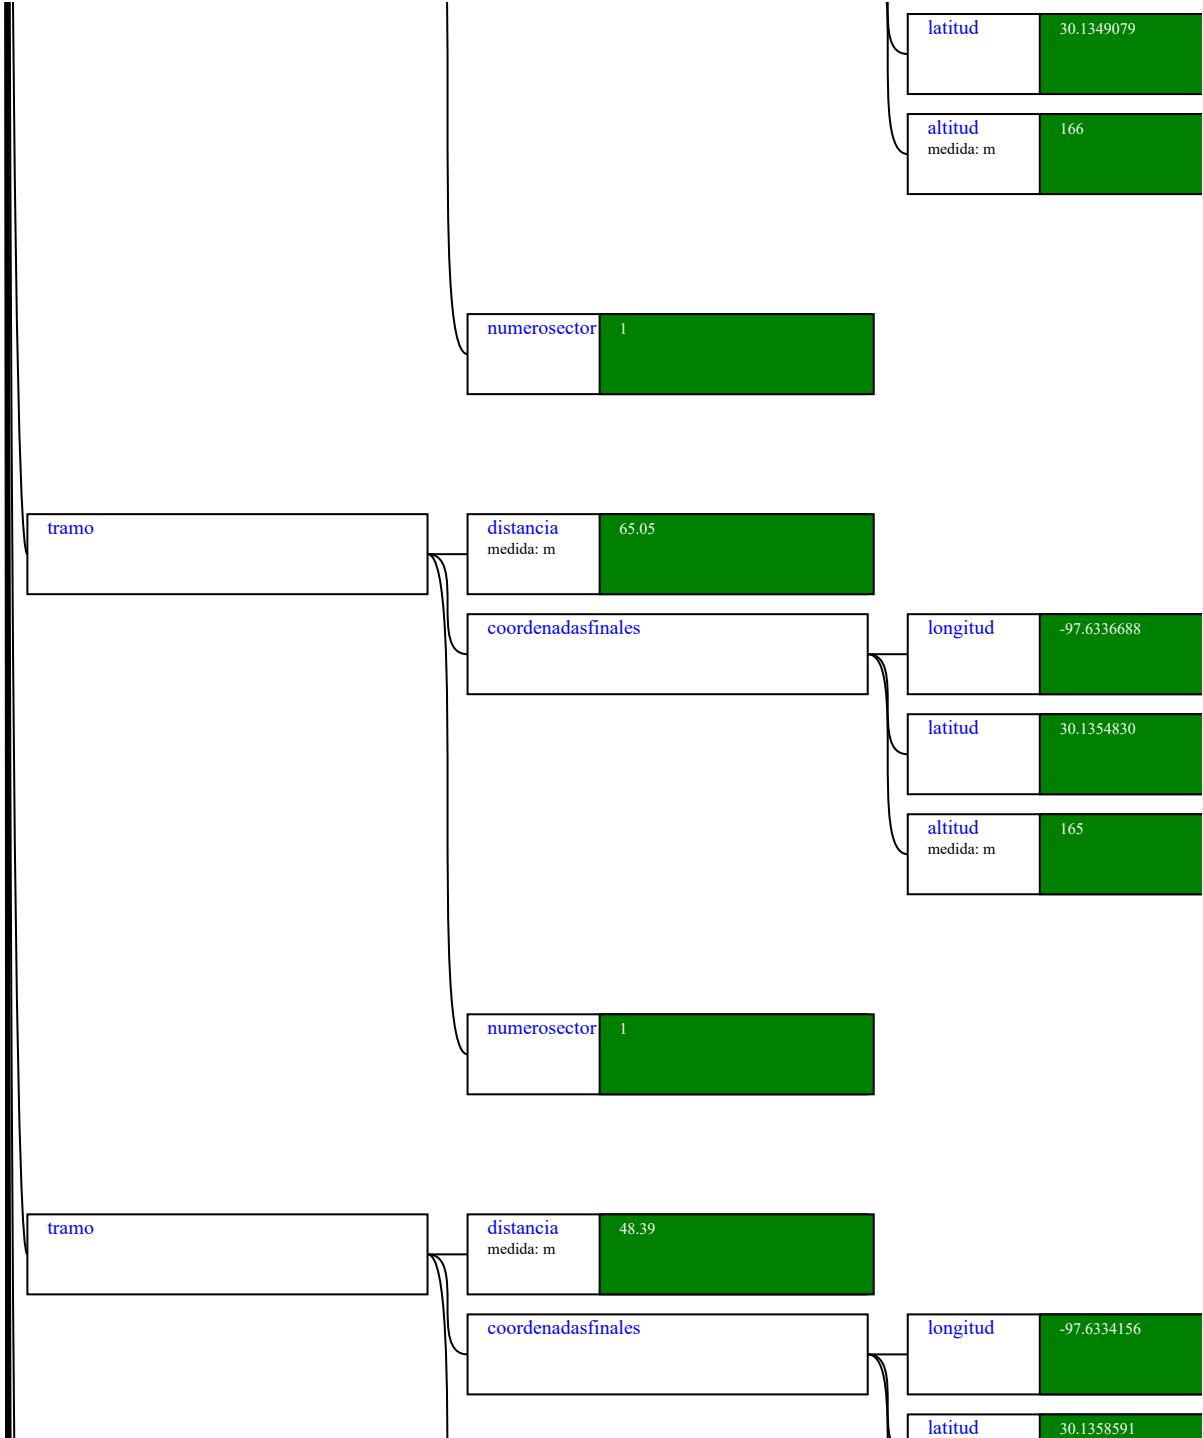 latitud 30.1349079
altitud 166
medida: m
numerosector 1
tramo distancia 65.05
medida: m
coordenadasfinales longitud -97.6336688
latitud 30.1354830
altitud 165
medida: m
numerosector 1
tramo distancia 48.39
medida: m
coordenadasfinales longitud -97.6334156
latitud 30.1358591